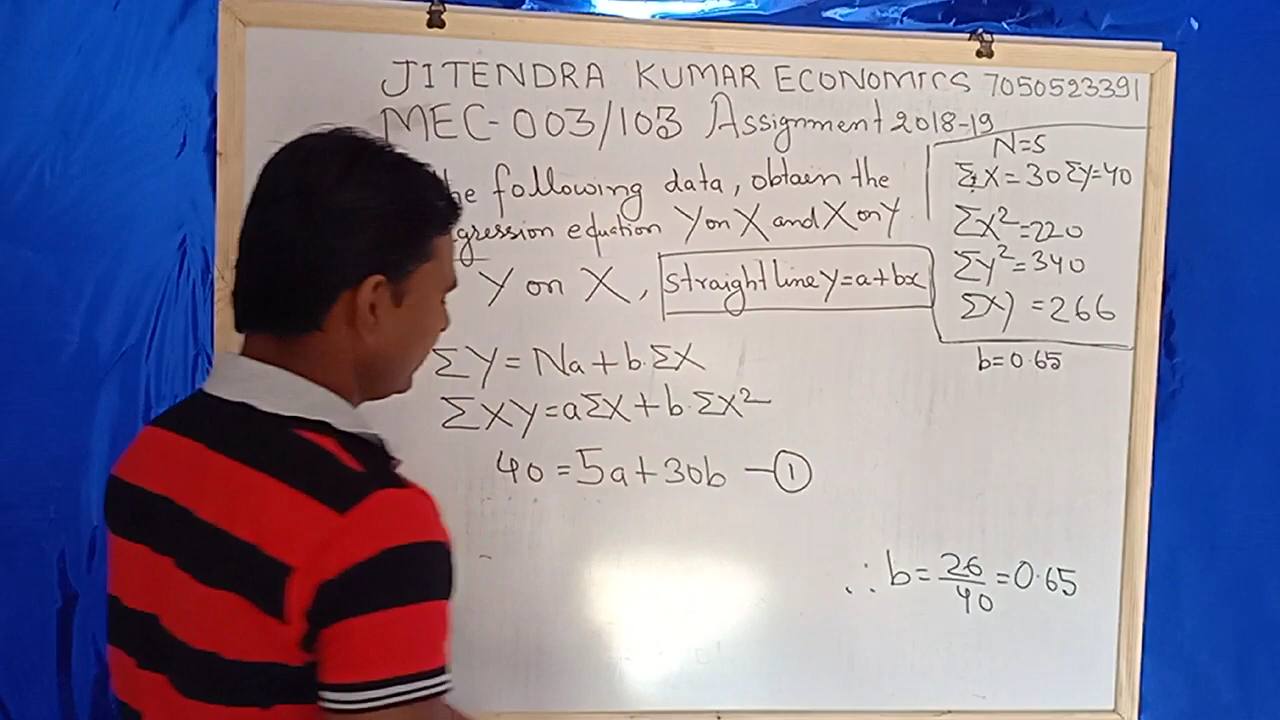 JITENDRA KUMAR ECONOMICS 7050523391
MEC-003/103 Assignment 2018-19
he following data, obtain the
gression equation Y on X and X on Y
Y on X, straight line Y=a+bx
N=5
ΣX=30 Σy=40
Σx²=220
Σy²=340
Σxy=266
b=0.65
ΣY=Na+b.ΣX
ΣXY=aΣX+b.ΣX²
40=5a+30b —①
∴ b=26/40=0.65